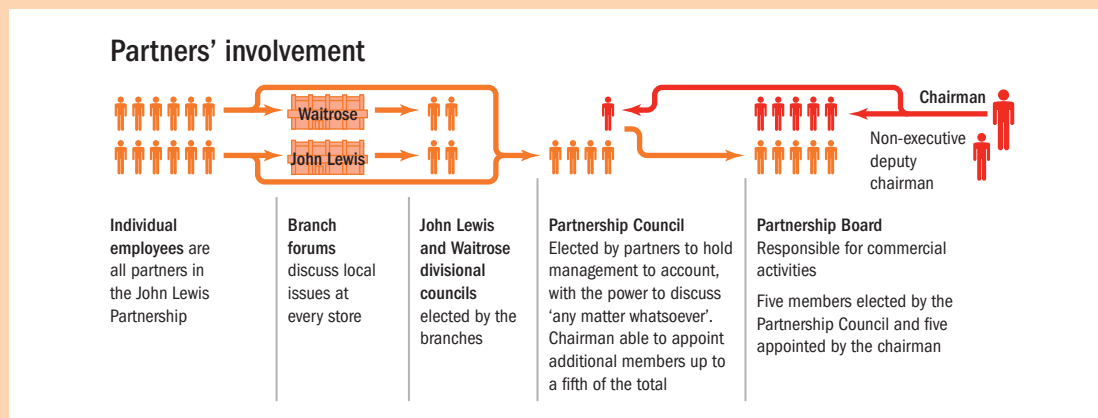 Partners’ involvement
Waitrose
John Lewis
Chairman
Non-executive
deputy
chairman
Individual
employees are
all partners in
the John Lewis
Partnership
Branch
forums
discuss local
issues at
every store
John Lewis
and Waitrose
divisional
councils
elected by the
branches
Partnership Council
Elected by partners to hold
management to account,
with the power to discuss
‘any matter whatsoever’.
Chairman able to appoint
additional members up to
a fifth of the total
Partnership Board
Responsible for commercial
activities
Five members elected by the
Partnership Council and five
appointed by the chairman